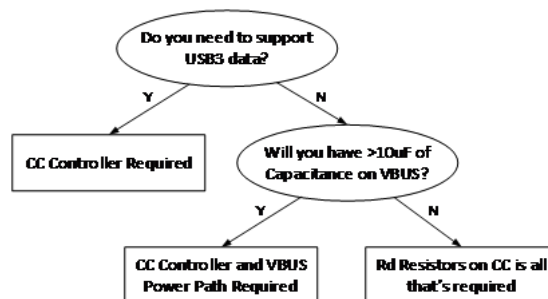 Do you need to support
USB3 data?
Y
N
CC Controller Required
Will you have >10uF of
Capacitance on VBUS?
Y
N
CC Controller and VBUS
Power Path Required
Rd Resistors on CC is all
that's required